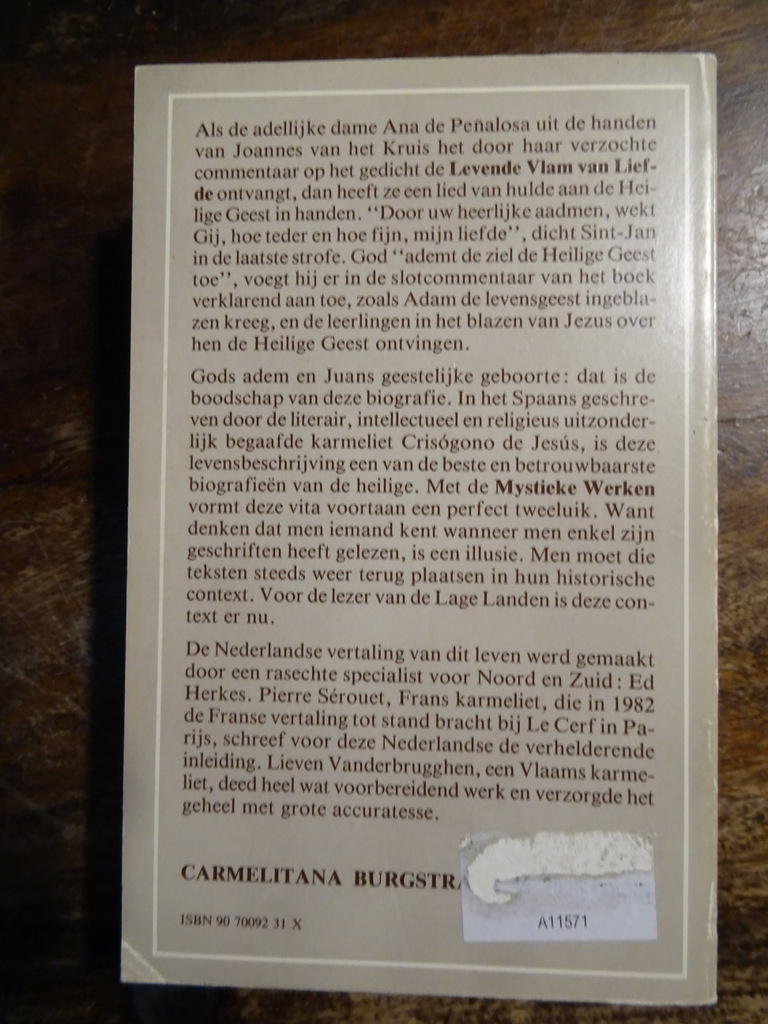 Als de adellijke dame Ana de Peñalosa uit de handen
van Joannes van het Kruis het door haar verzochte
commentaar op het gedicht de Levende Vlam van Lief-
de ontvangt, dan heeft ze een lied van hulde aan de Hei-
lige Geest in handen. "Door uw heerlijke aadmen, wekt
Gij, hoe teder en hoe fijn, mijn liefde", dicht Sint-Jan
in de laatste strofe. God "ademt de ziel de Heilige Geest
toe", voegt hij er in de slotcommentaar van het boek
verklarend aan toe, zoals Adam de levensgeest ingebla-
zen kreeg, en de leerlingen in het blazen van Jezus over
hen de Heilige Geest ontvingen.
Gods adem en Juans geestelijke geboorte: dat is de
boodschap van deze biografie. In het Spaans geschre-
ven door de literair, intellectueel en religieus uitzonder-
lijk begaafde karmeliet Crisógono de Jesús, is deze
levensbeschrijving een van de beste en betrouwbaarste
biografieën van de heilige. Met de Mystieke Werken
vormt deze vita voortaan een perfect tweeluik. Want
denken dat men iemand kent wanneer men enkel zijn
geschriften heeft gelezen, is een illusie. Men moet die
teksten steeds weer terug plaatsen in hun historische
context. Voor de lezer van de Lage Landen is deze con-
text er nu.
De Nederlandse vertaling van dit leven werd gemaakt
door een rasechte specialist voor Noord en Zuid: Ed
Herkes. Pierre Sérouet, Frans karmeliet, die in 1982
de Franse vertaling tot stand bracht bij Le Cerf in Pa-
rijs, schreef voor deze Nederlandse de verhelderende
inleiding. Lieven Vanderbrugghen, een Vlaams karme-
liet, deed heel wat voorbereidend werk en verzorgde het
geheel met grote accuratesse.
CARMELITANA BURGSTRA
ISBN 90 70092 31 X
A11571